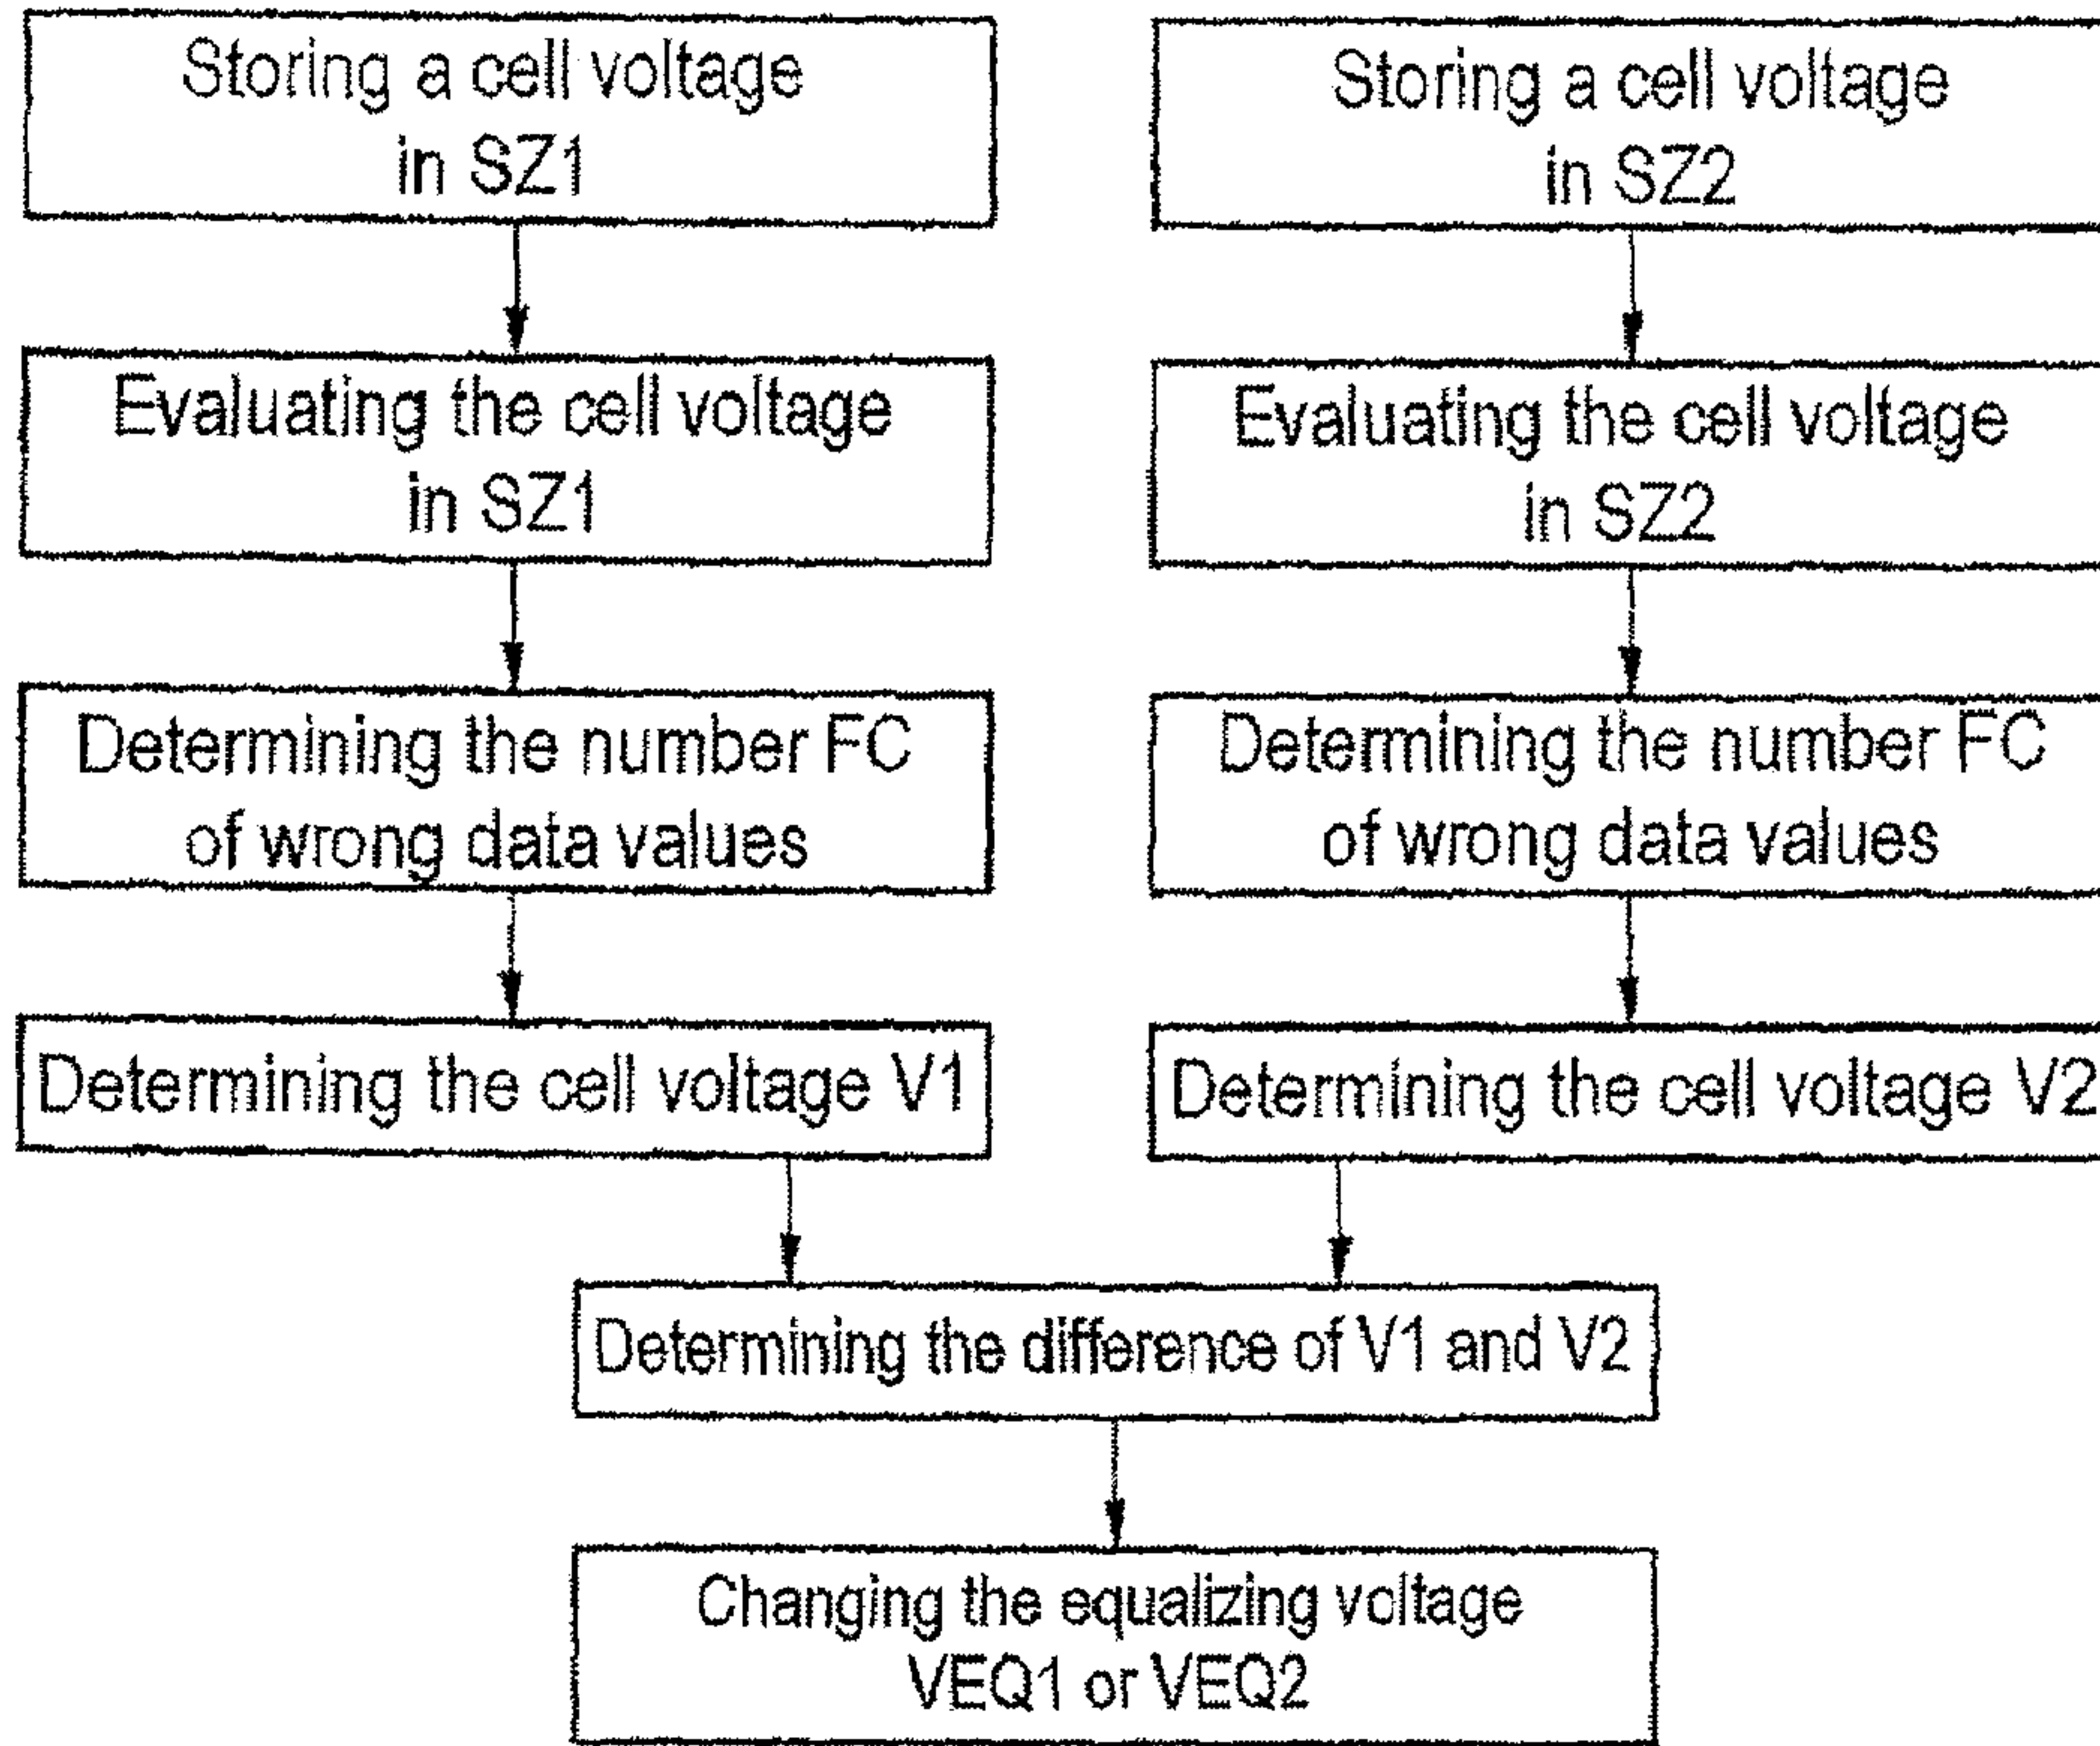 Storing a cell voltage
in SZ1
Evaluating the cell voltage
in SZ1
Determining the number FC
of wrong data values
Determining the cell voltage V1
Storing a cell voltage
in SZ2
Evaluating the cell voltage
in SZ2
Determining the number FC
of wrong data values
Determining the cell voltage V2
Determining the difference of V1 and V2
Changing the equalizing voltage
VEQ1 or VEQ2